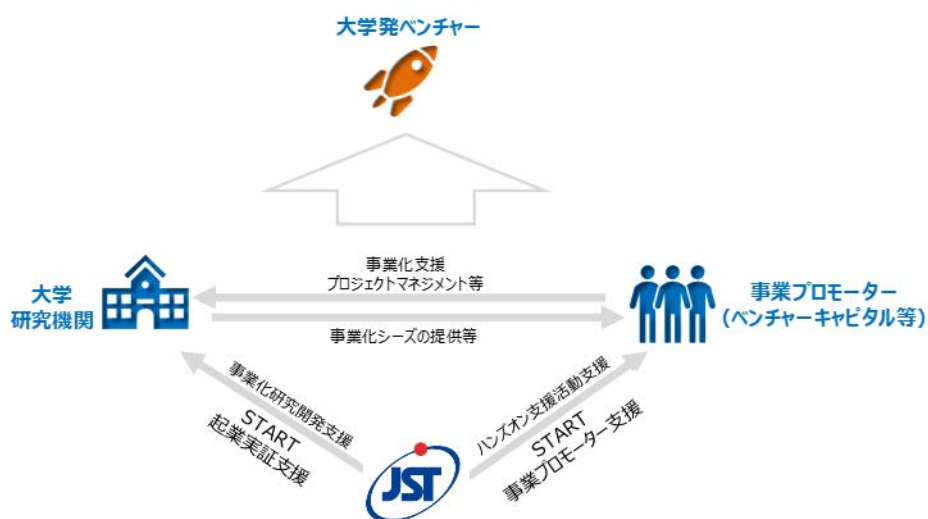 大学発ベンチャー
事業化支援
プロジェクトマネジメント等
大学
研究機関
事業プロモーター
(ベンチャーキャピタル等)
事業化シーズの提供等
事業化研究開発支援
START
起業実証支援
ハンズオン支援活動支援
START
事業プロモーター支援
JST